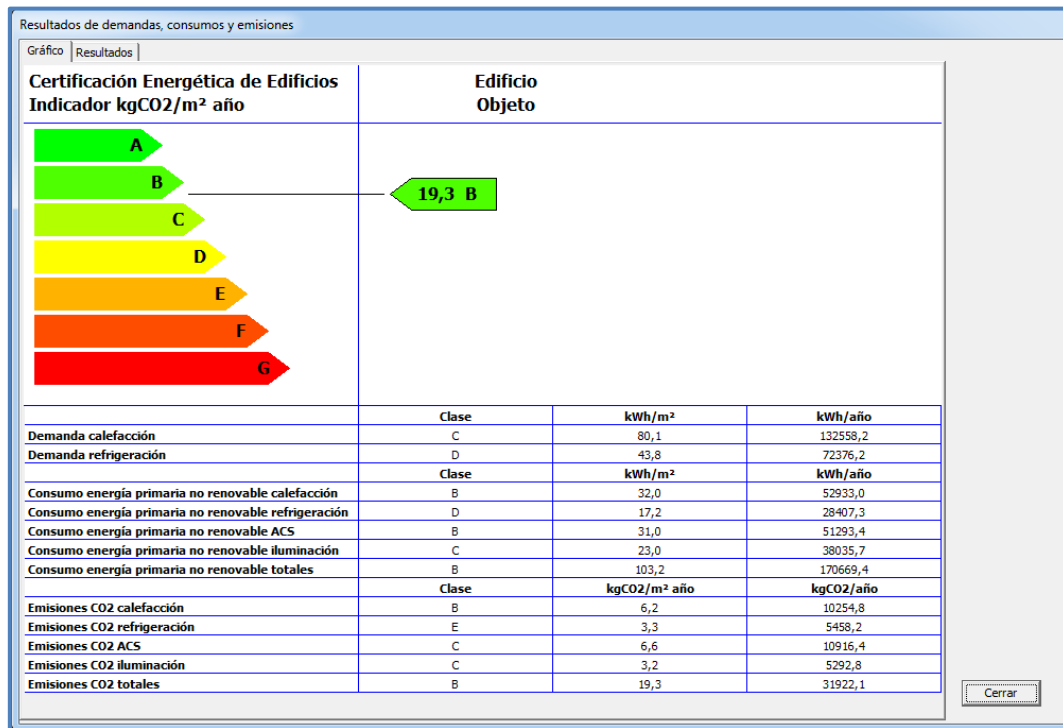 Resultados de demandas, consumos y emisiones
Gráfico Resultados
Certificación Energética de Edificios
Indicador kgCO2/m² año
Edificio
Objeto
A
B
19,3 B
C
D
E
F
G
Clase kWh/m² kWh/año
Demanda calefacción C 80,1 132558,2
Demanda refrigeración D 43,8 72376,2
Clase kWh/m² kWh/año
Consumo energía primaria no renovable calefacción B 32,0 52933,0
Consumo energía primaria no renovable refrigeración D 17,2 28407,3
Consumo energía primaria no renovable ACS B 31,0 51293,4
Consumo energía primaria no renovable iluminación C 23,0 38035,7
Consumo energía primaria no renovable totales B 103,2 170669,4
Clase kgCO2/m² año kgCO2/año
Emisiones CO2 calefacción B 6,2 10254,8
Emisiones CO2 refrigeración E 3,3 5458,2
Emisiones CO2 ACS C 6,6 10916,4
Emisiones CO2 iluminación C 3,2 5292,8
Emisiones CO2 totales B 19,3 31922,1
Cerrar